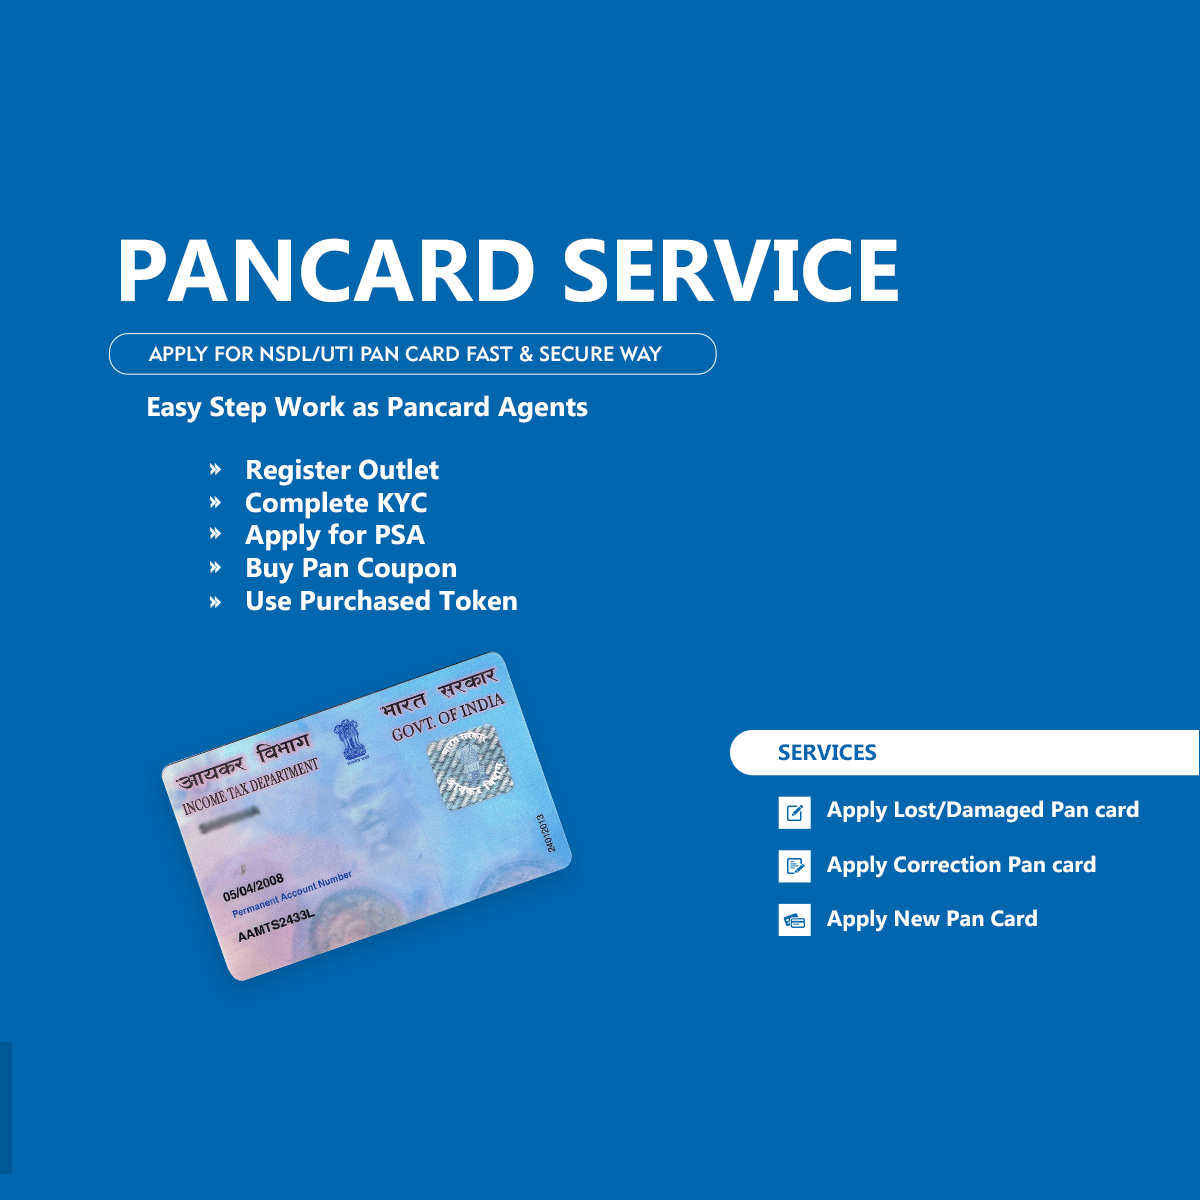 PANCARD SERVICE
APPLY FOR NSDL/UTI PAN CARD FAST & SECURE WAY
Easy Step Work as Pancard Agents
» Register Outlet
» Complete KYC
» Apply for PSA
» Buy Pan Coupon
» Use Purchased Token
आयकर विभाग
INCOME TAX DEPARTMENT
भारत सरकार
GOVT. OF INDIA
05/04/2008
Permanent Account Number
AAMTS2433L
24012013
SERVICES
Apply Lost/Damaged Pan card
Apply Correction Pan card
Apply New Pan Card